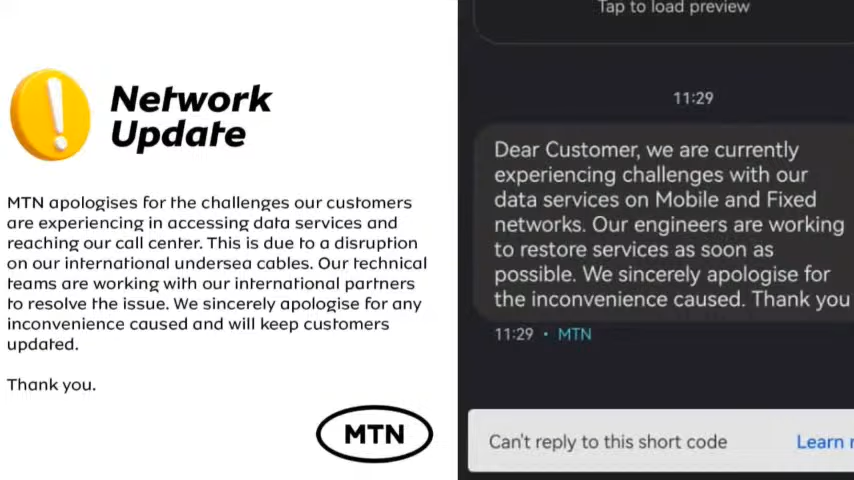 Network
Update
MTN apologises for the challenges our customers
are experiencing in accessing data services and
reaching our call center. This is due to a disruption
on our international undersea cables. Our technical
teams are working with our international partners
to resolve the issue. We sincerely apologise for any
inconvenience caused and will keep customers
updated.
Thank you.
MTN
Tap to load preview
11:29
Dear Customer, we are currently
experiencing challenges with our
data services on Mobile and Fixed
networks. Our engineers are working
to restore services as soon as
possible. We sincerely apologise for
the inconvenience caused. Thank you
11:29 • MTN
Can't reply to this short code
Learn